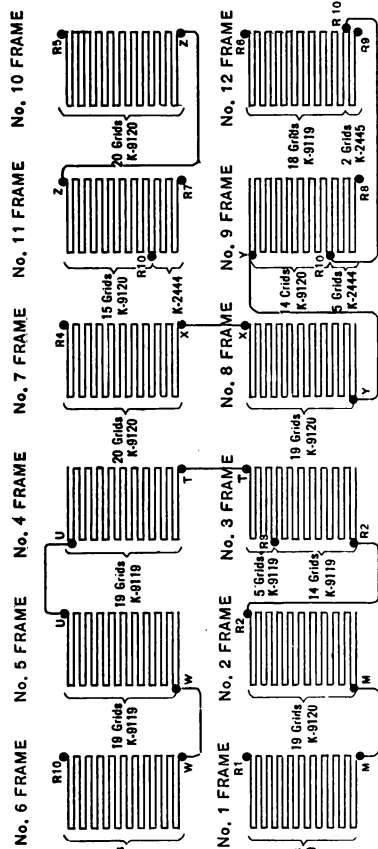 No. 6 FRAME No. 5 FRAME No. 4 FRAME No. 7 FRAME No. 11 FRAME No. 10 FRAME
R10 U U R4 Z R5
19 Grids
K-9119
19 Grids
K-9119
20 Grids
K-9120
15 Grids
K-9120
R10
K-2444
20 Grids
K-9120
W W T X R7 Z
No. 1 FRAME No. 2 FRAME No. 3 FRAME No. 8 FRAME No. 9 FRAME No. 12 FRAME
R1 R2 T X Y R6
19 Grids
K-9120
5 Grids
K-9119
R3
14 Grids
K-9119
19 Grids
K-9120
14 Grids
K-9120
R10
5 Grids
K-2444
18 Grids
K-9119
2 Grids
K-2445
R10
M M R2 Y R8 R9